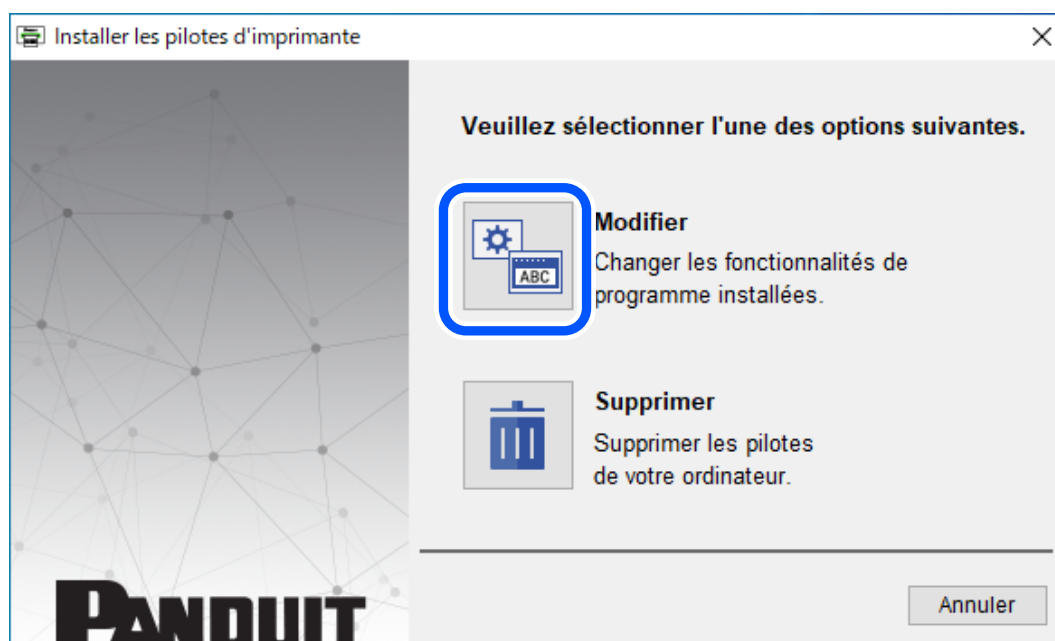 Installer les pilotes d'imprimante
Veuillez sélectionner l'une des options suivantes.
ABC
Modifier
Changer les fonctionnalités de
programme installées.
Supprimer
Supprimer les pilotes
de votre ordinateur.
PANDUIT
Annuler